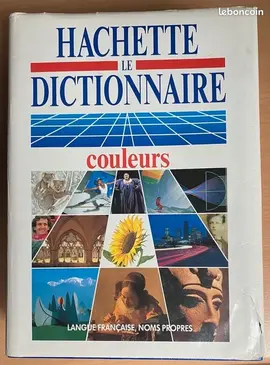 leboncoin
HACHETTE
LE
DICTIONNAIRE
couleurs
LANGUE FRANÇAISE, NOMS PROPRES